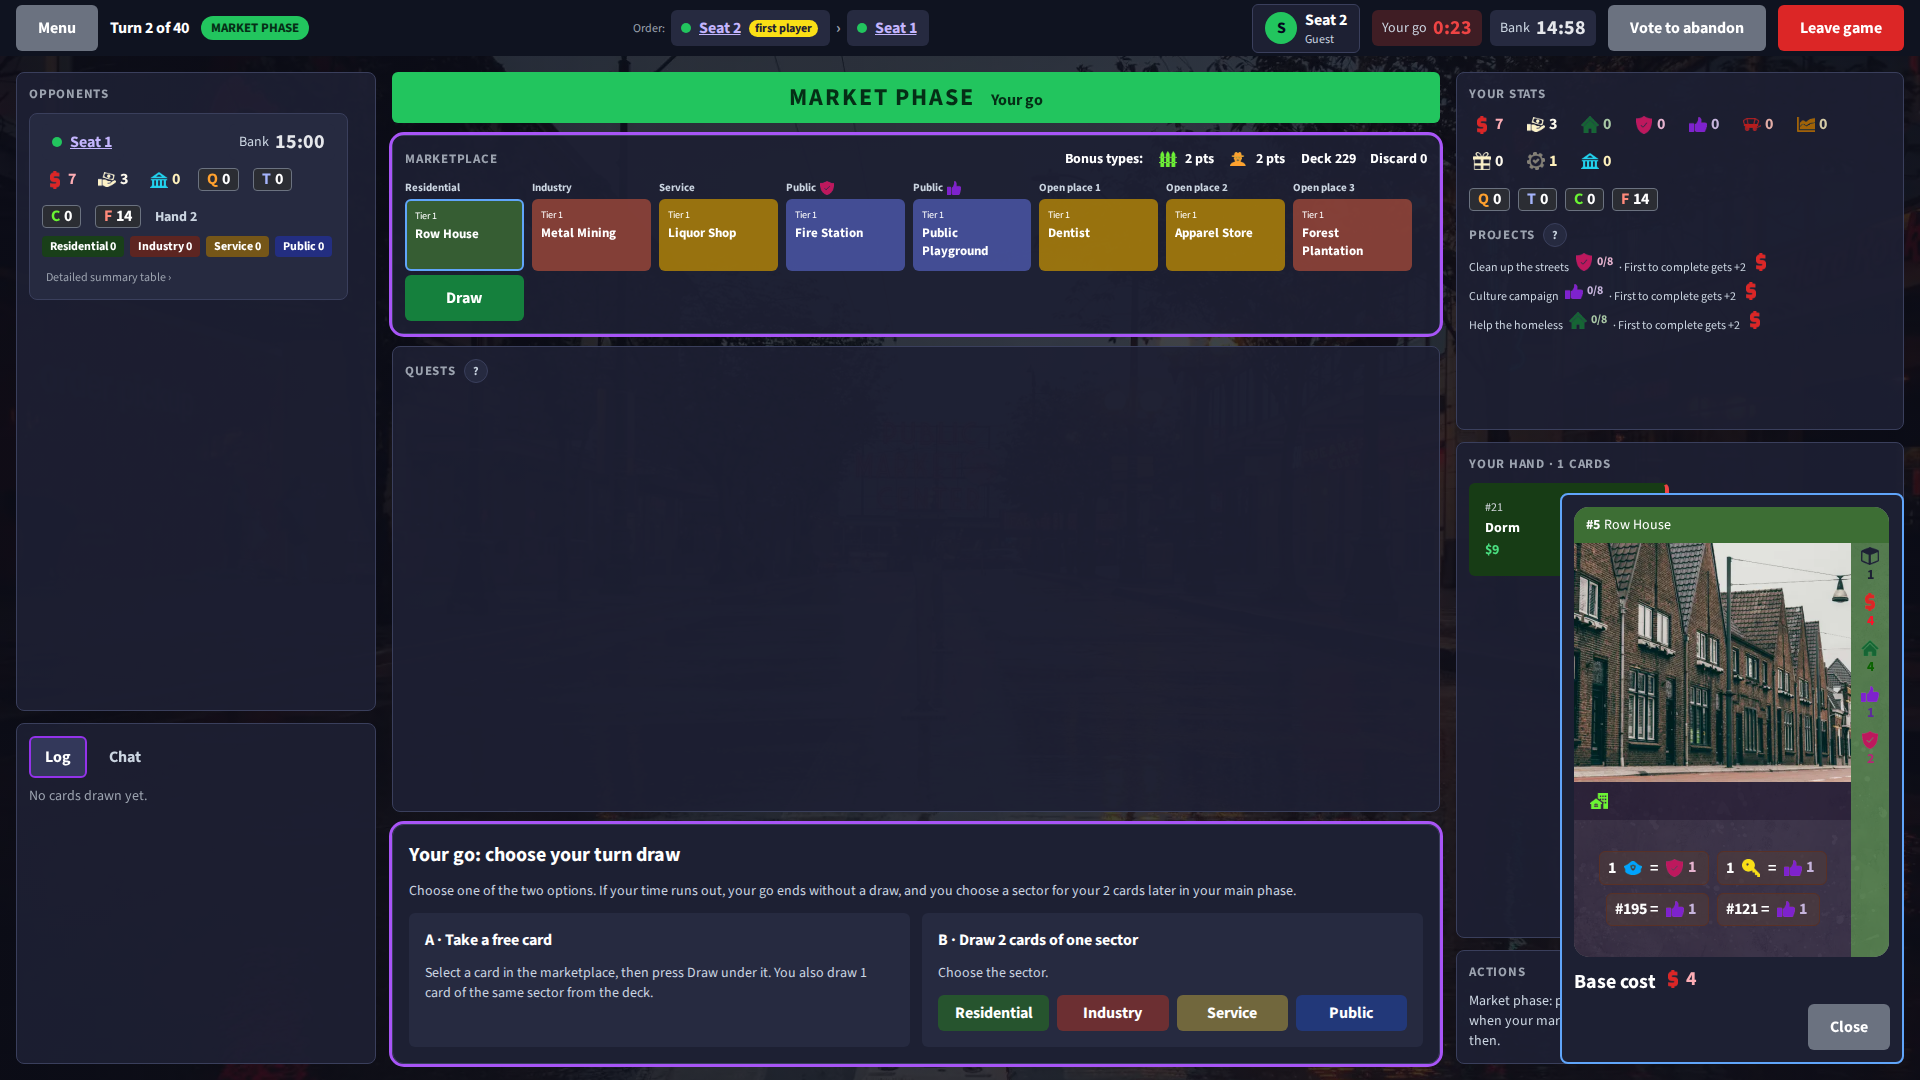 Menu
Turn 2 of 40
MARKET PHASE
Order:
Seat 2 first player
›
Seat 1
S
Seat 2
Guest
Your go 0:23
Bank 14:58
Vote to abandon
Leave game
OPPONENTS
Seat 1
Bank 15:00
7 3 0 Q 0 T 0
C 0 F 14 Hand 2
Residential 0 Industry 0 Service 0 Public 0
Detailed summary table ›
Log
Chat
No cards drawn yet.
MARKET PHASE Your go
MARKETPLACE
Bonus types: 2 pts 2 pts Deck 229 Discard 0
Residential
Tier 1
Row House
Industry
Tier 1
Metal Mining
Service
Tier 1
Liquor Shop
Public
Tier 1
Fire Station
Public
Tier 1
Public
Playground
Open place 1
Tier 1
Dentist
Open place 2
Tier 1
Apparel Store
Open place 3
Tier 1
Forest
Plantation
Draw
QUESTS ?
Your go: choose your turn draw
Choose one of the two options. If your time runs out, your go ends without a draw, and you choose a sector for your 2 cards later in your main phase.
A · Take a free card
Select a card in the marketplace, then press Draw under it. You also draw 1
card of the same sector from the deck.
B · Draw 2 cards of one sector
Choose the sector.
Residential
Industry
Service
Public
YOUR STATS
7 3 0 0 0 0 0
0 1 0
Q 0 T 0 C 0 F 14
PROJECTS ?
Clean up the streets 0/8 · First to complete gets +2
Culture campaign 0/8 · First to complete gets +2
Help the homeless 0/8 · First to complete gets +2
YOUR HAND · 1 CARDS
#21
Dorm
$9
#5 Row House
1
4
4
1
2
1 = 1
1 = 1
#195 = 1
#121 = 1
Base cost 4
Close
ACTIONS
Market phase: p
when your mar
then.